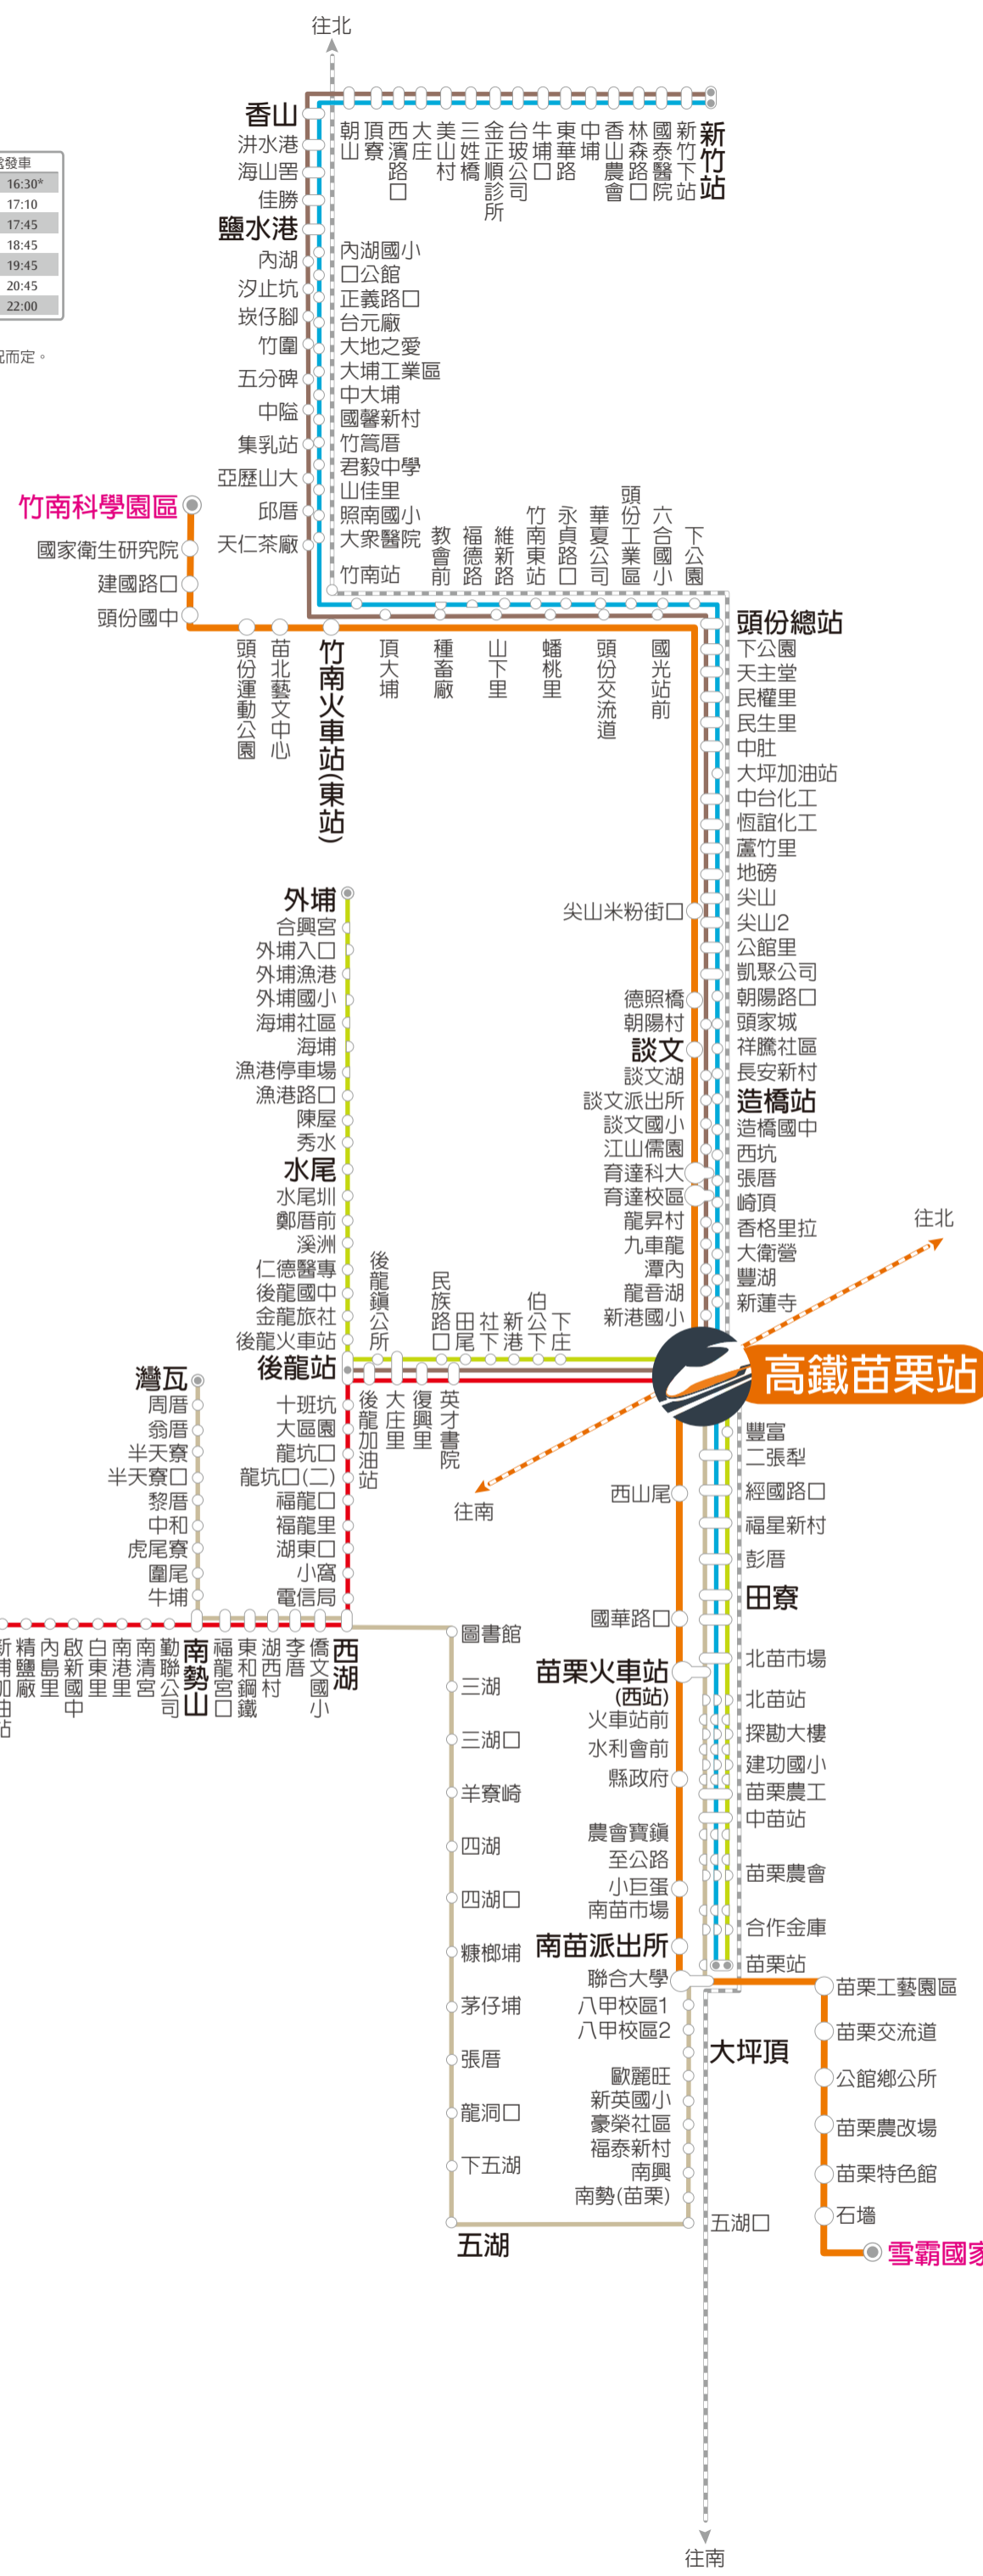 往北
處發車
16:30*
17:10
17:45
18:45
19:45
20:45
22:00
況而定。
朝山
頂寮
西濱路口
大庄
美山村
三姓橋
金正順診所
台玻公司
牛埔口
東華路
中埔
香山農會
林森路口
國泰醫院
新竹下站
新竹站
香山
汫水港
海山罟
佳勝
鹽水港
內湖
汐止坑
崁仔腳
竹圍
五分碑
中隘
集乳站
亞歷山大
邱厝
天仁茶廠
內湖國小
口公館
正義路口
台元廠
大地之愛
大埔工業區
中大埔
國馨新村
竹篙厝
君毅中學
山佳里
照南國小
大眾醫院
竹南站
教會前
福德路
維新路
竹南東站
永貞路口
華夏公司
頭份工業區
六合國小
下公園
竹南科學園區
國家衛生研究院
建國路口
頭份國中
頭份運動公園
苗北藝文中心
竹南火車站(東站)
頂大埔
種畜廠
山下里
蟠桃里
頭份交流道
國光站前
頭份總站
下公園
天主堂
民權里
民生里
中肚
大坪加油站
中台化工
恆誼化工
蘆竹里
地磅
尖山
尖山2
公館里
凱聚公司
朝陽路口
頭家城
祥騰社區
長安新村
造橋站
造橋國中
西坑
張厝
崎頂
香格里拉
大衛營
豐湖
新蓮寺
尖山米粉街口
德照橋
朝陽村
談文
談文湖
談文派出所
談文國小
江山儒園
育達科大
育達校區
龍昇村
九車龍
潭內
龍音湖
新港國小
外埔
合興宮
外埔入口
外埔漁港
外埔國小
海埔社區
海埔
漁港停車場
漁港路口
陳屋
秀水
水尾
水尾圳
鄭厝前
溪洲
仁德醫專
後龍國中
金龍旅社
後龍火車站
後龍站
後龍鎮公所
民族路口
田尾
社下
新港
伯公下
下庄
往北
高鐵苗栗站
往南
後龍加油站
大庄里
復興里
英才書院
灣瓦
周厝
翁厝
半天寮
半天寮口
黎厝
中和
虎尾寮
圍尾
牛埔
十班坑
大區園
龍坑口
龍坑口(二)
福龍口
福龍里
湖東口
小窩
電信局
新埔加油站
精鹽廠
內島里
啟新國中
白東里
南港里
南清宮
勤聯公司
南勢山
福龍宮口
東和鋼鐵
湖西村
李厝
僑文國小
西湖
圖書館
三湖
三湖口
羊寮崎
四湖
四湖口
糠榔埔
茅仔埔
張厝
龍洞口
下五湖
五湖
西山尾
國華路口
苗栗火車站
(西站)
火車站前
水利會前
縣政府
農會寶鎮
至公路
小巨蛋
南苗市場
南苗派出所
聯合大學
八甲校區1
八甲校區2
歐麗旺
新英國小
豪榮社區
福泰新村
南興
南勢(苗栗)
豐富
二張犁
經國路口
福星新村
彭厝
田寮
北苗市場
北苗站
探勘大樓
建功國小
苗栗農工
中苗站
苗栗農會
合作金庫
苗栗站
大坪頂
五湖口
苗栗工藝園區
苗栗交流道
公館鄉公所
苗栗農改場
苗栗特色館
石墻
雪霸國家
往南